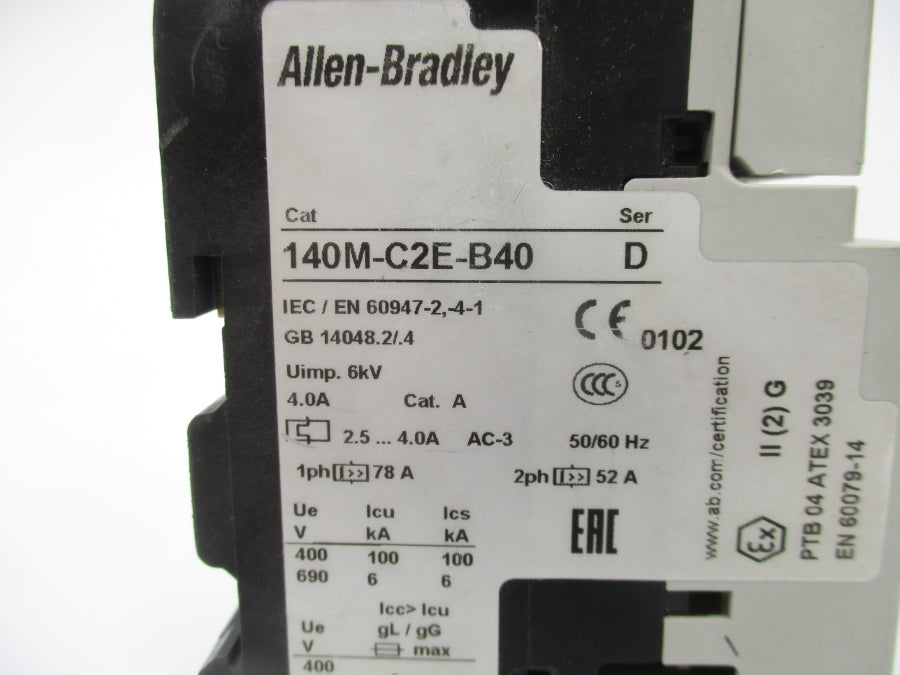 Allen-Bradley
Cat Ser
140M-C2E-B40 D
IEC / EN 60947-2,-4-1
GB 14048.2/.4
CE 0102
Uimp. 6kV
4.0A Cat. A
CCC S
2.5 ... 4.0A AC-3 50/60 Hz
1ph >> 78 A 2ph >> 52 A
Ue Icu Ics
V kA kA
400 100 100
690 6 6
EAC
Icc> Icu
Ue gL / gG
V max
400
www.ab.com/certification
Ex II (2) G
PTB 04 ATEX 3039
EN 60079-14